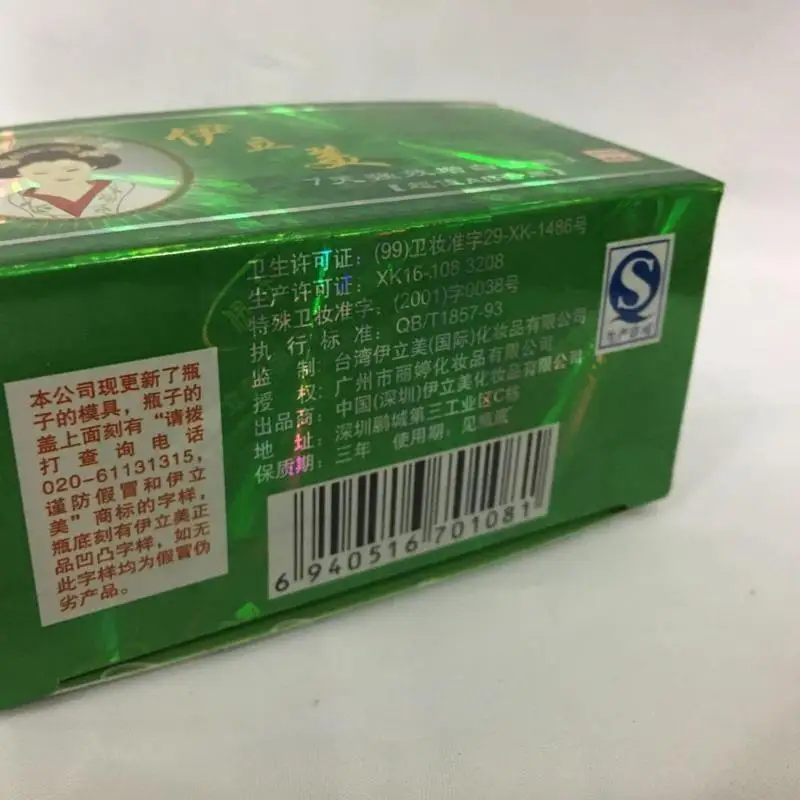 伊立美
卫生许可证：(99)卫妆准字29-XK-1486号
生产许可证：XK16-108 3208
特殊卫妆准字：(2001)字0038号
执行标准：QB/T1857-93
监制：台湾伊立美(国际)化妆品有限公司
授权：广州市丽婷化妆品有限公司
出品商：中国(深圳)伊立美化妆品有限公司
地址：深圳鹏城第三工业区C栋
保质期：三年 使用期，见瓶底
本公司现更新了瓶
子的模具，瓶子的
盖上面刻有“请拨
打查询电话
020-61131315,
谨防假冒和伊立
美”商标的字样，
瓶底刻有伊立美正
品凹凸字样，如无
此字样均为假冒伪
劣产品。
6 940516 701081